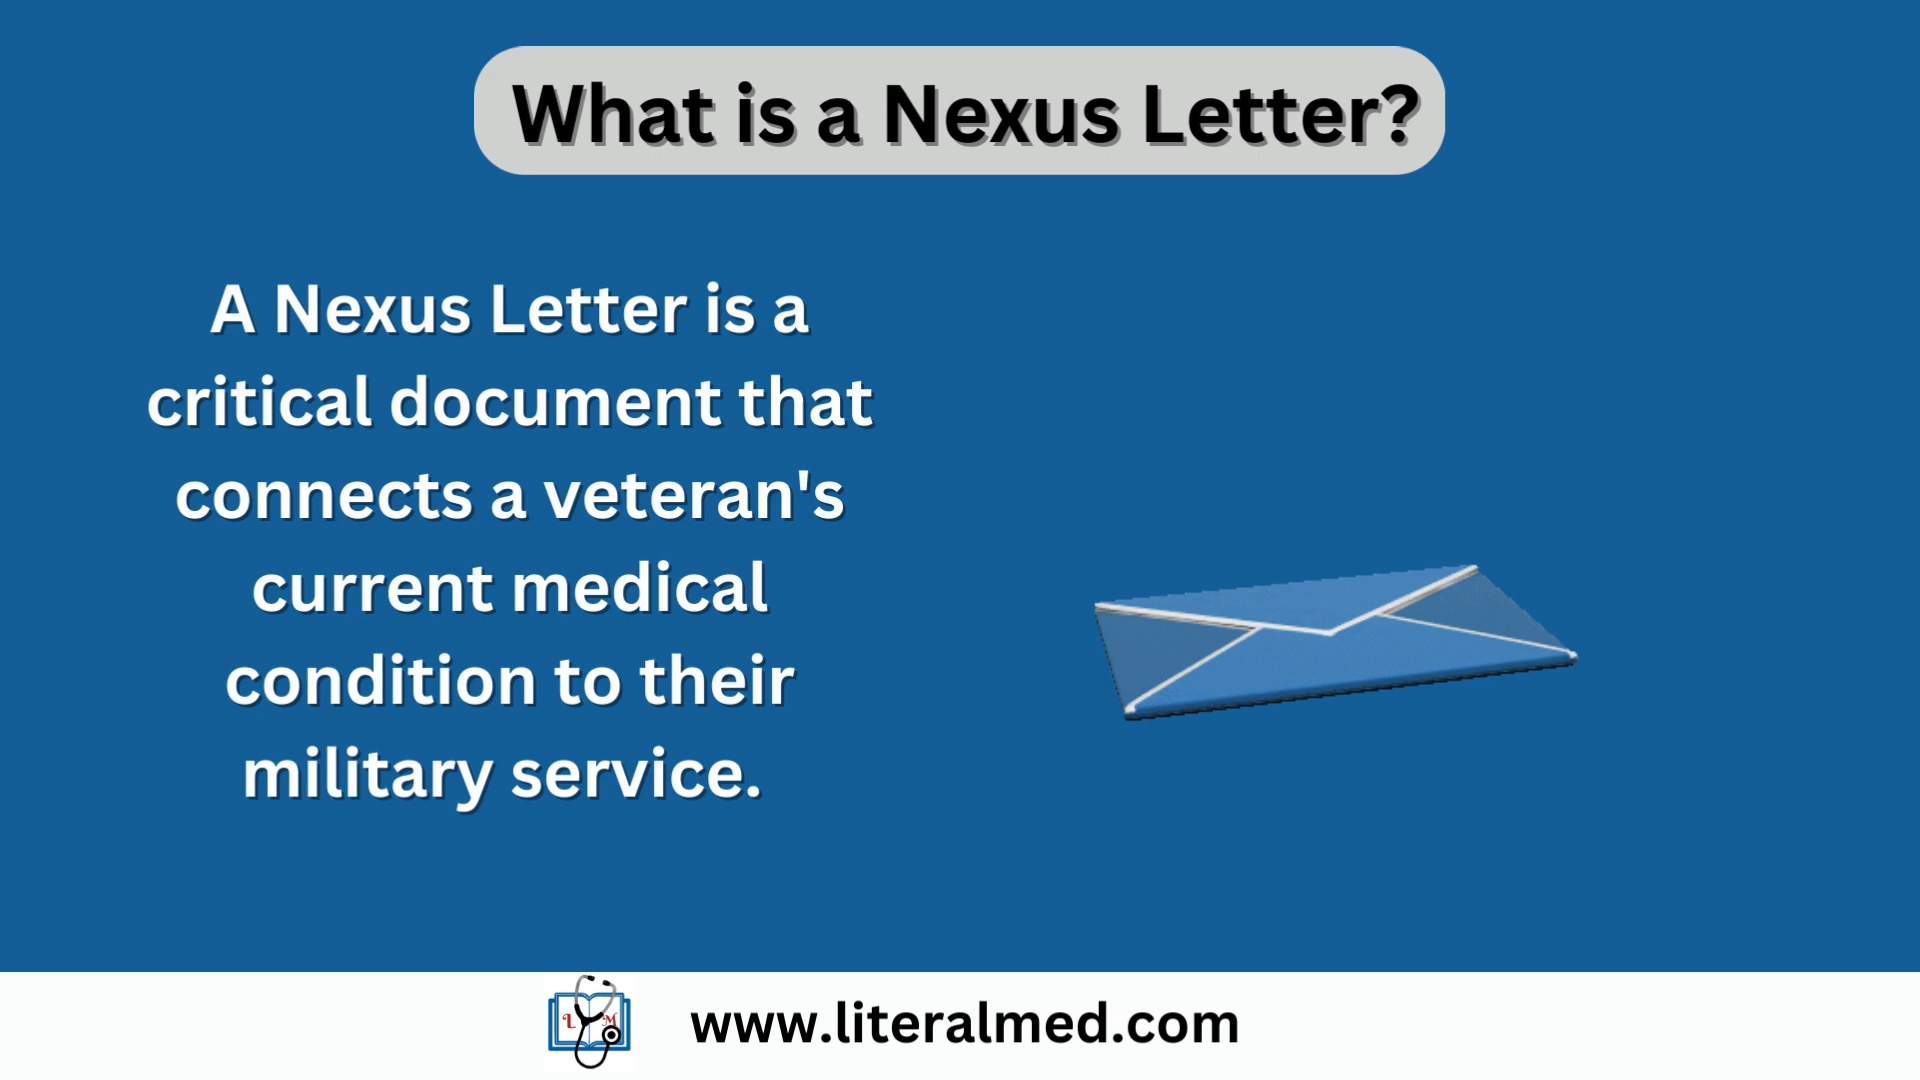 What is a Nexus Letter?
A Nexus Letter is a
critical document that
connects a veteran's
current medical
condition to their
military service.
L M
www.literalmed.com